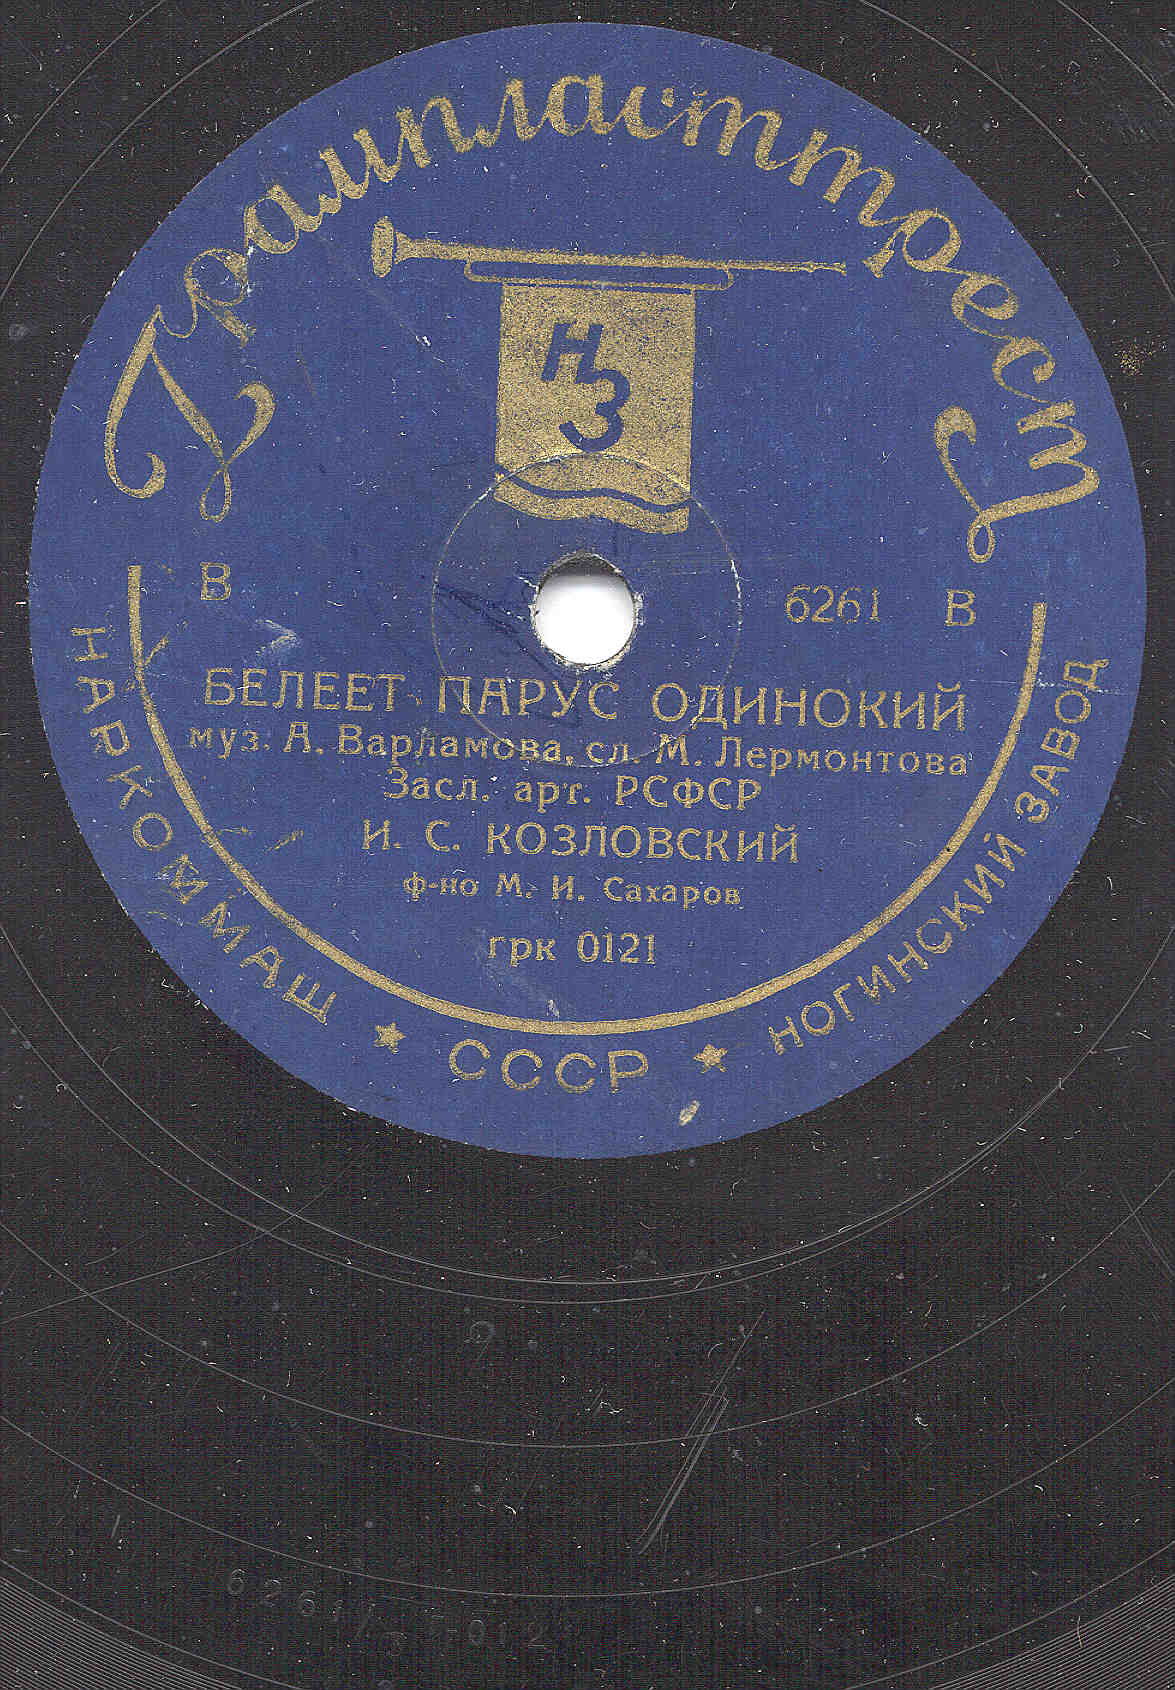 Грампласттрест
НЗ
В 6261 В
БЕЛЕЕТ ПАРУС ОДИНОКИЙ
муз. А. Варламова, сл. М. Лермонтова
Засл. арт. РСФСР
И. С. КОЗЛОВСКИЙ
ф-но М. И. Сахаров
грк 0121
НАРКОММАШ ★ СССР ★ НОГИНСКИЙ ЗАВОД